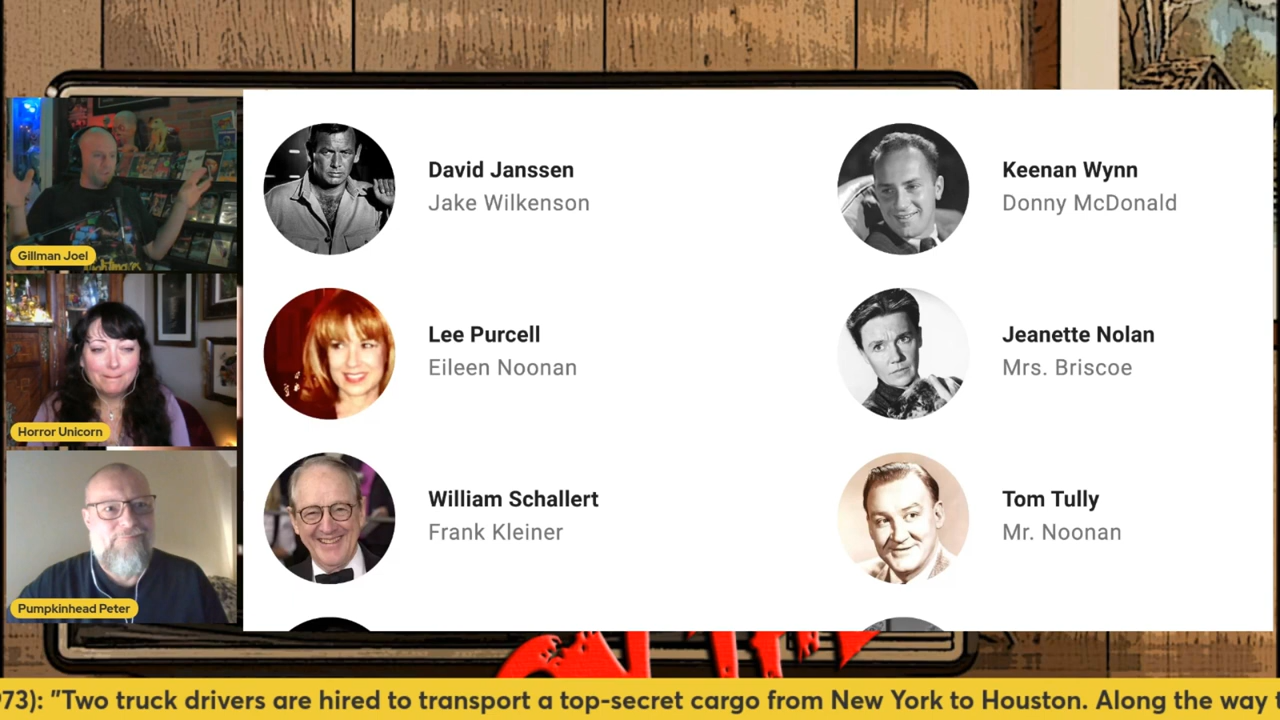 Gillman Joel
Horror Unicorn
Pumpkinhead Peter
David Janssen
Jake Wilkenson
Keenan Wynn
Donny McDonald
Lee Purcell
Eileen Noonan
Jeanette Nolan
Mrs. Briscoe
William Schallert
Frank Kleiner
Tom Tully
Mr. Noonan
73): "Two truck drivers are hired to transport a top-secret cargo from New York to Houston. Along the way